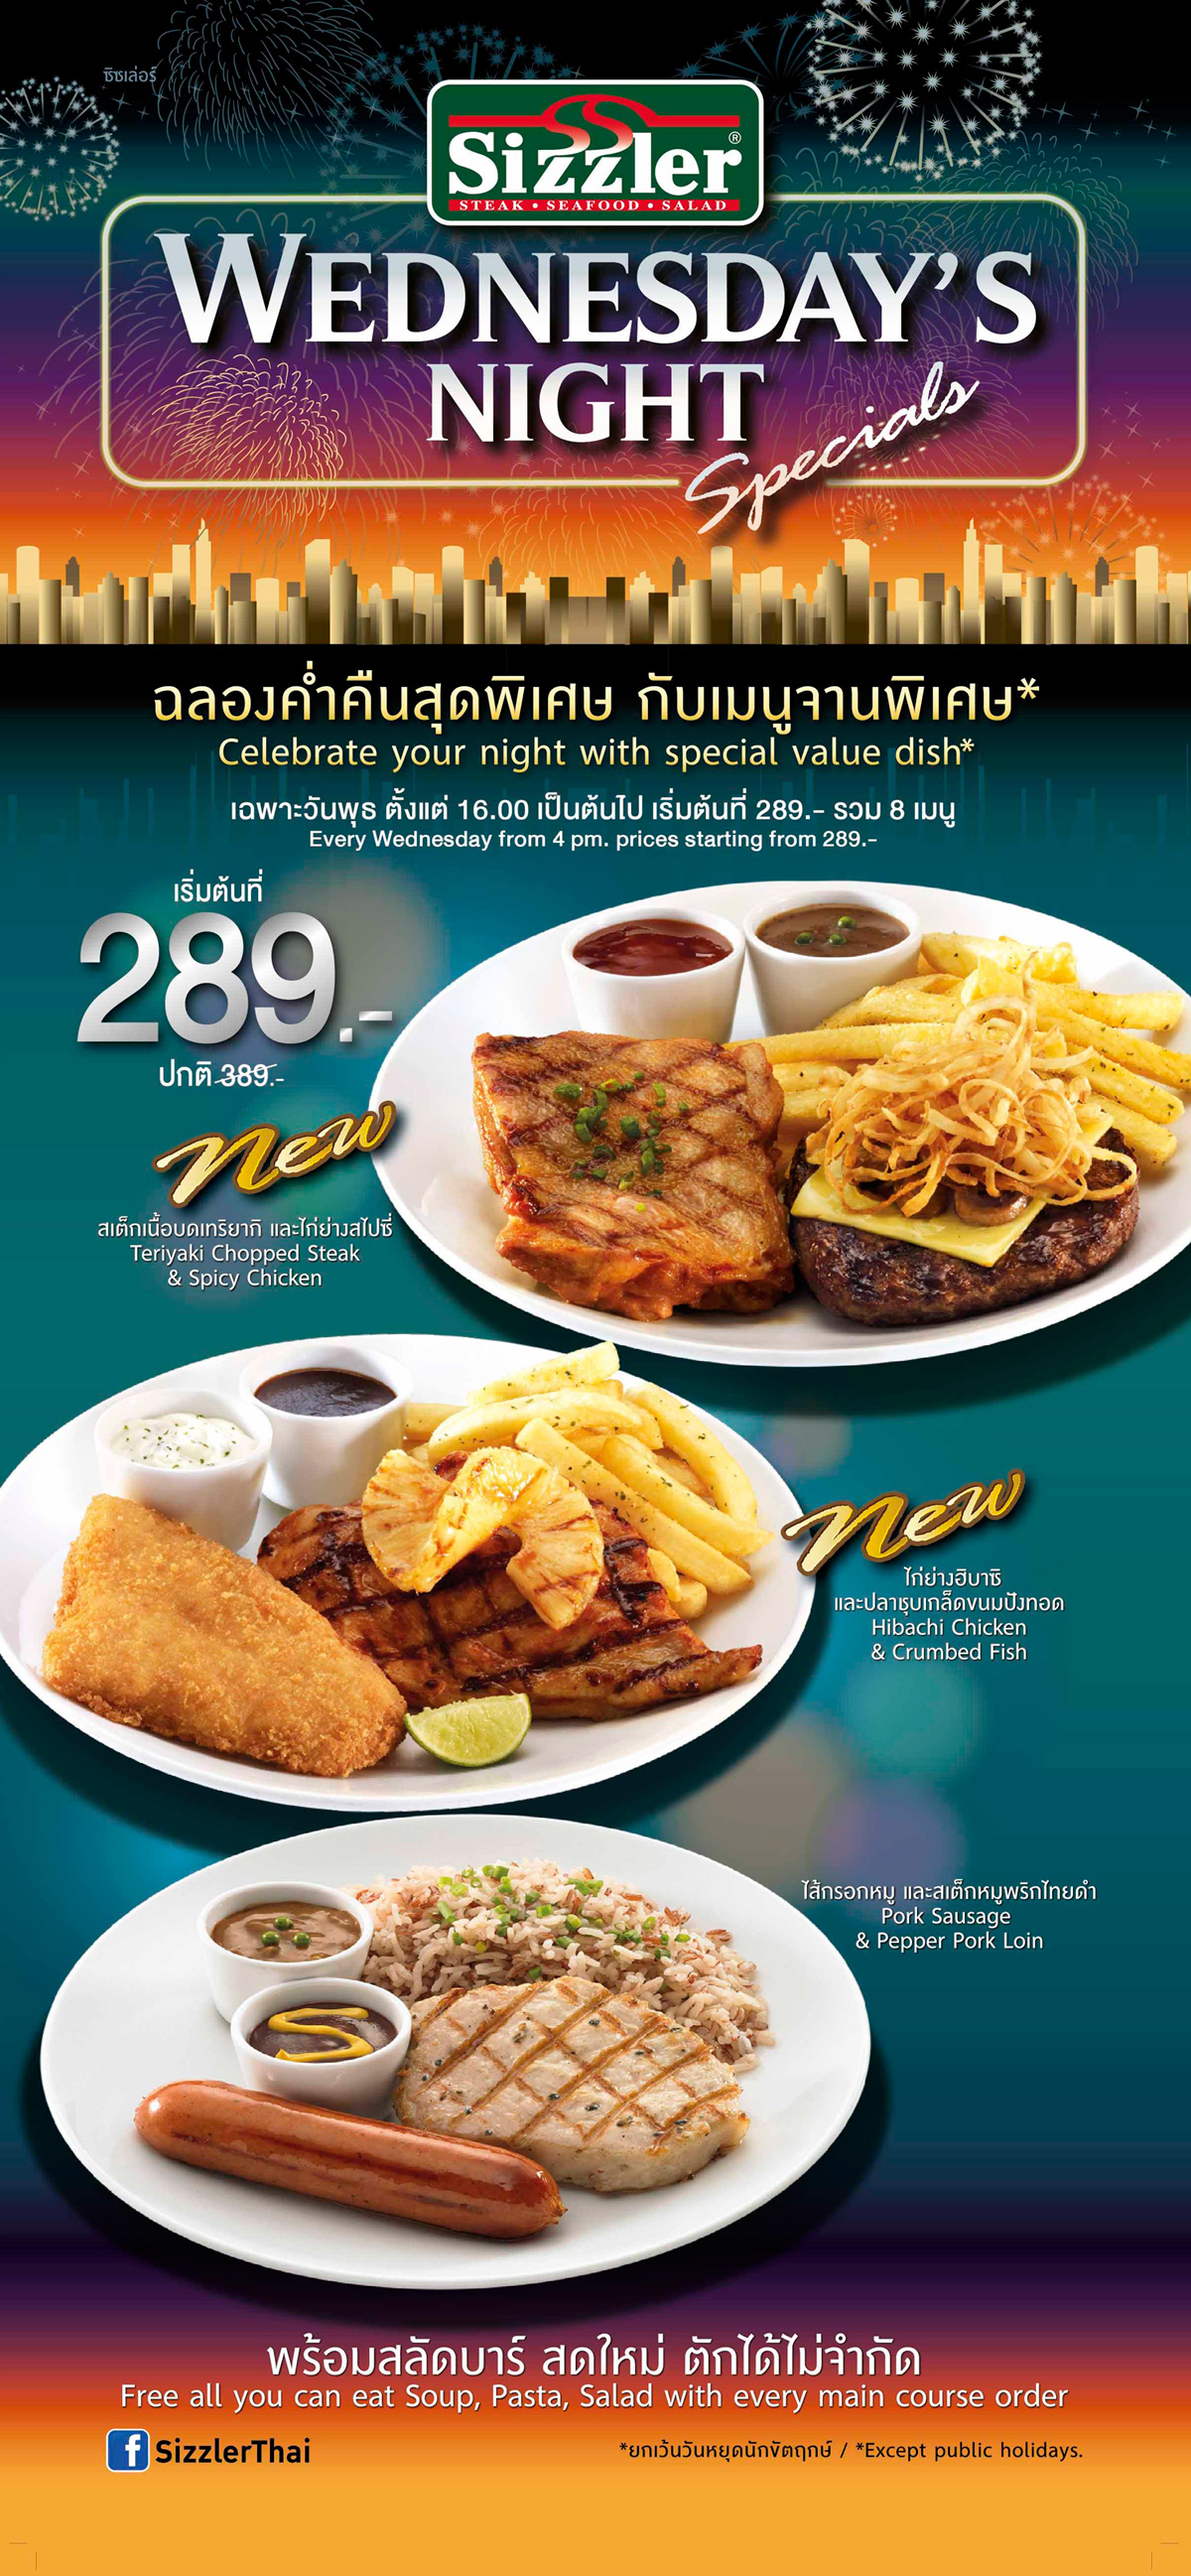 ซิซซเล่อร์
Sizzler®
STEAK • SEAFOOD • SALAD
WEDNESDAY'S
NIGHT
Specials
ฉลองค่ำคืนสุดพิเศษ กับเมนูจานพิเศษ*
Celebrate your night with special value dish*
เฉพาะวันพุธ ตั้งแต่ 16.00 เป็นต้นไป เริ่มต้นที่ 289.- รวม 8 เมนู
Every Wednesday from 4 pm. prices starting from 289.-
เริ่มต้นที่
289.-
ปกติ 389.-
New
สเต็กเนื้อบดเทริยากิ และไก่ย่างสไปซี่
Teriyaki Chopped Steak
& Spicy Chicken
New
ไก่ย่างฮิบาชิ
และปลาชุบเกล็ดขนมปังทอด
Hibachi Chicken
& Crumbed Fish
ไส้กรอกหมู และสเต็กหมูพริกไทยดำ
Pork Sausage
& Pepper Pork Loin
พร้อมสลัดบาร์ สดใหม่ ตักได้ไม่จำกัด
Free all you can eat Soup, Pasta, Salad with every main course order
f SizzlerThai
*ยกเว้นวันหยุดนักขัตฤกษ์ / *Except public holidays.